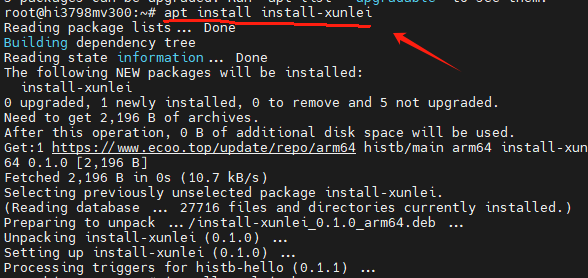 root@hi3798mv300:~# apt install install-xunlei
Reading package lists... Done
Building dependency tree
Reading state information... Done
The following NEW packages will be installed:
  install-xunlei
0 upgraded, 1 newly installed, 0 to remove and 5 not upgraded.
Need to get 2,196 B of archives.
After this operation, 0 B of additional disk space will be used.
Get:1 https://www.ecoo.top/update/repo/arm64 histb/main arm64 install-xun
64 0.1.0 [2,196 B]
Fetched 2,196 B in 0s (10.7 kB/s)
Selecting previously unselected package install-xunlei.
(Reading database ... 27716 files and directories currently installed.)
Preparing to unpack .../install-xunlei_0.1.0_arm64.deb ...
Unpacking install-xunlei (0.1.0) ...
Setting up install-xunlei (0.1.0) ...
Processing triggers for histb-hello (0.1.1) ...